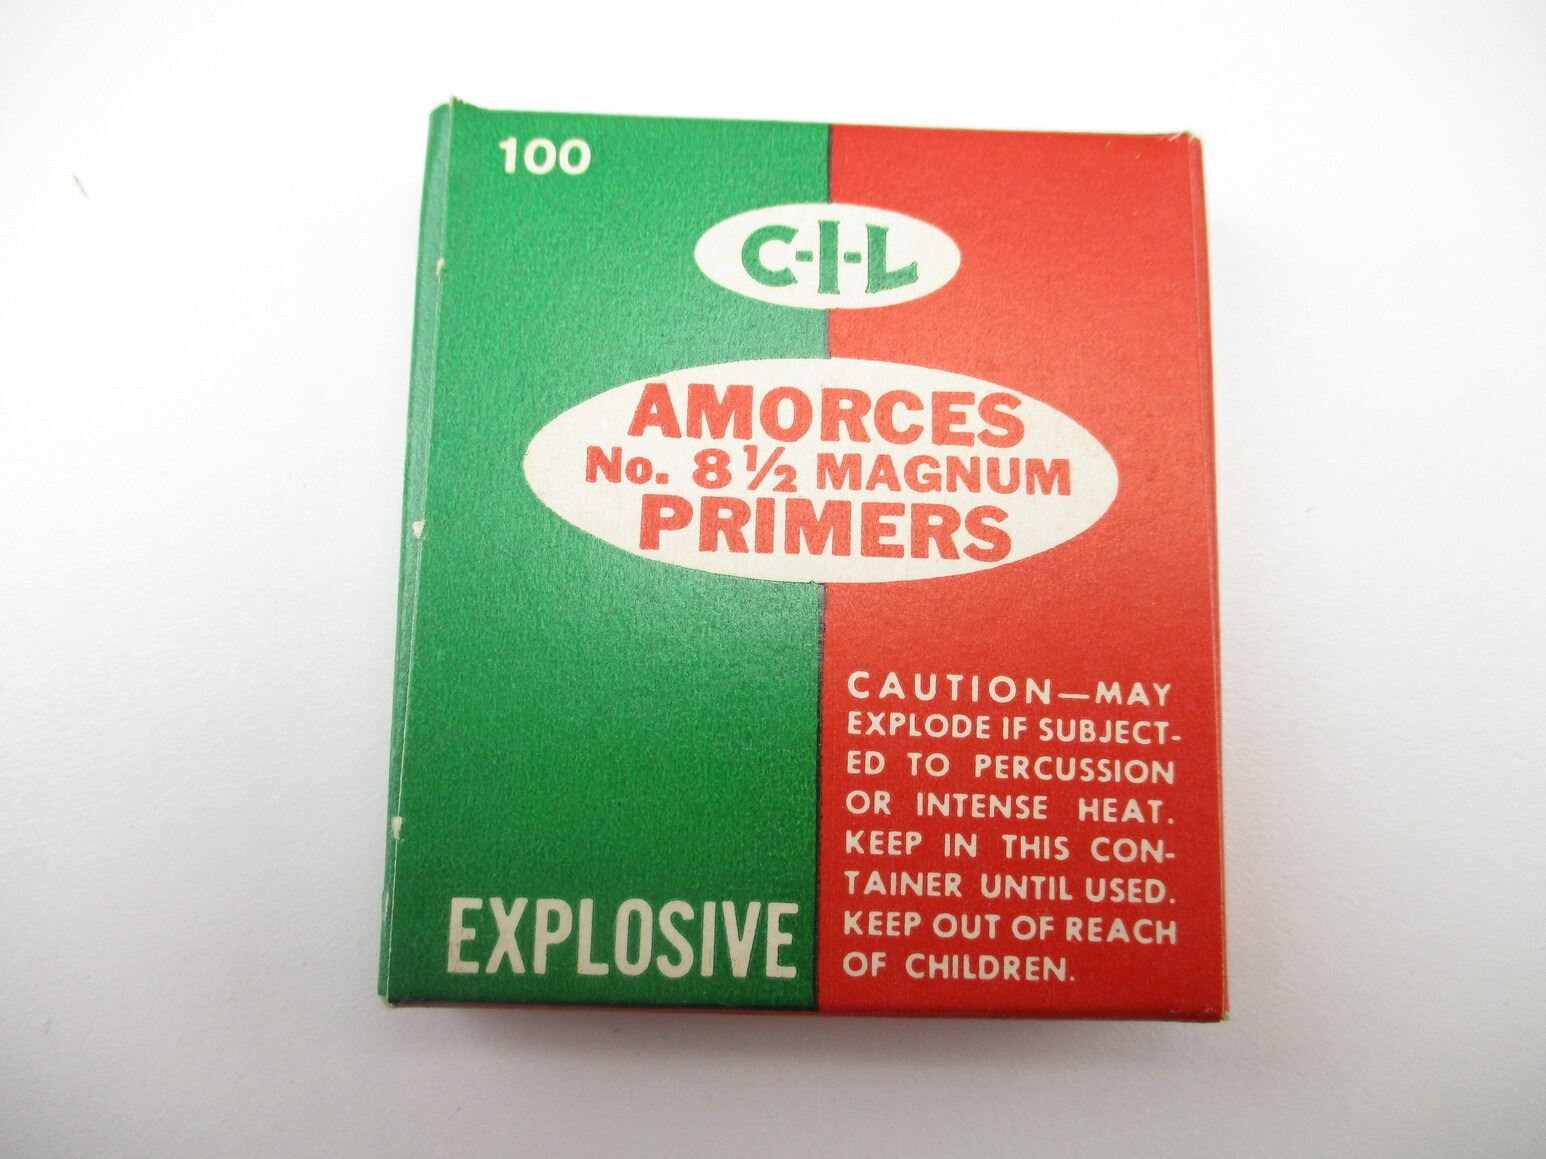 100
C-I-L
AMORCES
No. 8½ MAGNUM
PRIMERS
CAUTION—MAY
EXPLODE IF SUBJECT-
ED TO PERCUSSION
OR INTENSE HEAT.
KEEP IN THIS CON-
TAINER UNTIL USED.
KEEP OUT OF REACH
OF CHILDREN.
EXPLOSIVE